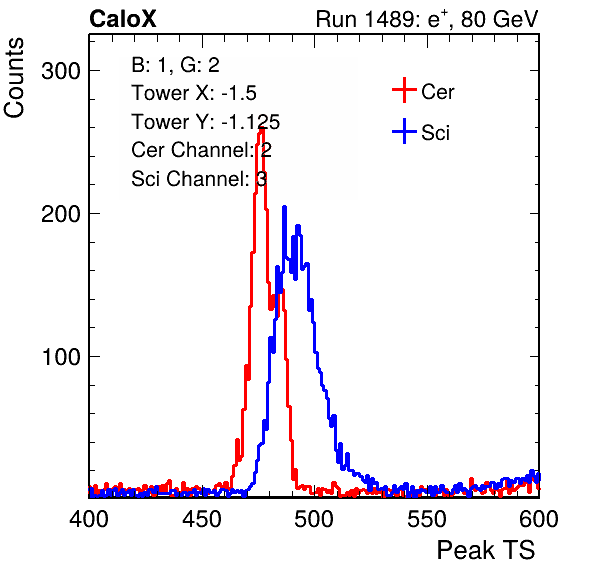 CaloX
Run 1489: e+, 80 GeV
Counts
B: 1, G: 2
Tower X: -1.5
Tower Y: -1.125
Cer Channel: 2
Sci Channel: 3
Cer
Sci
300
200
100
400
450
500
550
600
Peak TS